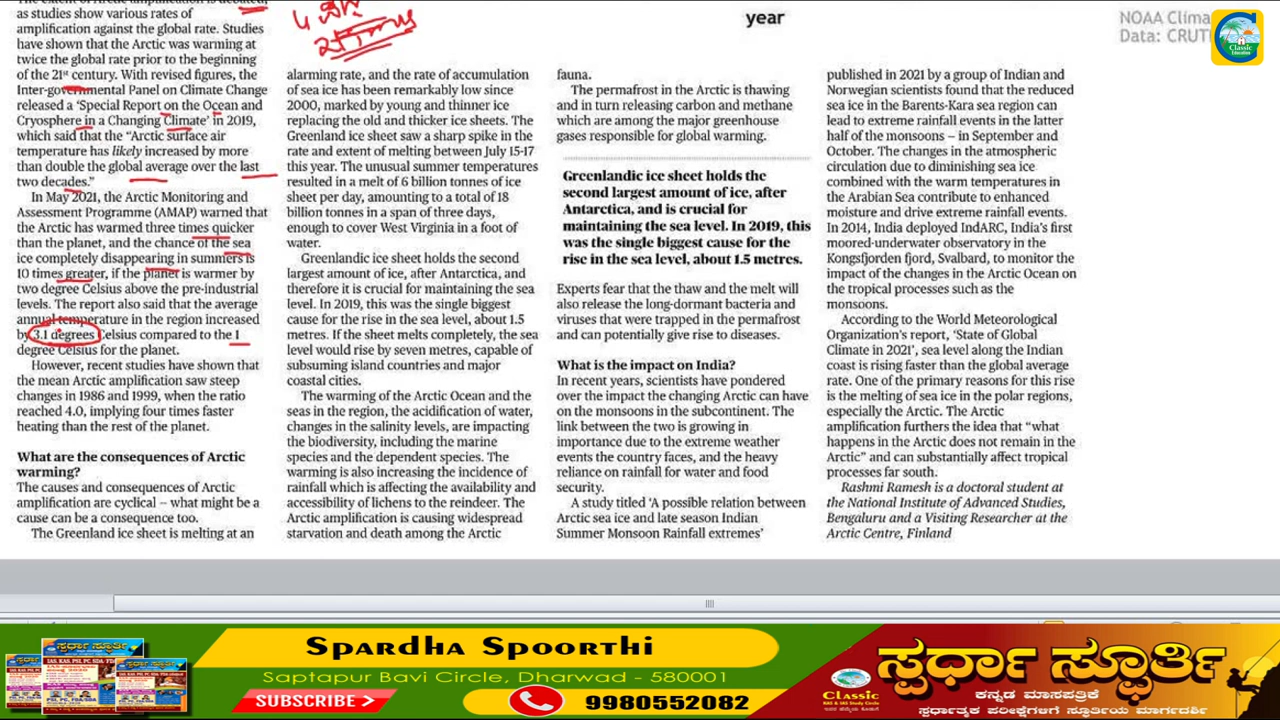 The extent of Arctic amplification is debated,
as studies show various rates of
amplification against the global rate. Studies
have shown that the Arctic was warming at
twice the global rate prior to the beginning
of the 21st century. With revised figures, the
Inter-governmental Panel on Climate Change
released a ‘Special Report on the Ocean and
Cryosphere in a Changing Climate’ in 2019,
which said that the “Arctic surface air
temperature has likely increased by more
than double the global average over the last
two decades.”
In May 2021, the Arctic Monitoring and
Assessment Programme (AMAP) warned that
the Arctic has warmed three times quicker
than the planet, and the chance of the sea
ice completely disappearing in summers is
10 times greater, if the planet is warmer by
two degree Celsius above the pre-industrial
levels. The report also said that the average
annual temperature in the region increased
by 3.1 degrees Celsius compared to the 1
degree Celsius for the planet.
However, recent studies have shown that
the mean Arctic amplification saw steep
changes in 1986 and 1999, when the ratio
reached 4.0, implying four times faster
heating than the rest of the planet.
What are the consequences of Arctic
warming?
The causes and consequences of Arctic
amplification are cyclical – what might be a
cause can be a consequence too.
The Greenland ice sheet is melting at an
alarming rate, and the rate of accumulation
of sea ice has been remarkably low since
2000, marked by young and thinner ice
replacing the old and thicker ice sheets. The
Greenland ice sheet saw a sharp spike in the
rate and extent of melting between July 15-17
this year. The unusual summer temperatures
resulted in a melt of 6 billion tonnes of ice
sheet per day, amounting to a total of 18
billion tonnes in a span of three days,
enough to cover West Virginia in a foot of
water.
Greenlandic ice sheet holds the second
largest amount of ice, after Antarctica, and
therefore it is crucial for maintaining the sea
level. In 2019, this was the single biggest
cause for the rise in the sea level, about 1.5
metres. If the sheet melts completely, the sea
level would rise by seven metres, capable of
subsuming island countries and major
coastal cities.
The warming of the Arctic Ocean and the
seas in the region, the acidification of water,
changes in the salinity levels, are impacting
the biodiversity, including the marine
species and the dependent species. The
warming is also increasing the incidence of
rainfall which is affecting the availability and
accessibility of lichens to the reindeer. The
Arctic amplification is causing widespread
starvation and death among the Arctic
year
fauna.
The permafrost in the Arctic is thawing
and in turn releasing carbon and methane
which are among the major greenhouse
gases responsible for global warming.
Greenlandic ice sheet holds the
second largest amount of ice, after
Antarctica, and is crucial for
maintaining the sea level. In 2019, this
was the single biggest cause for the
rise in the sea level, about 1.5 metres.
Experts fear that the thaw and the melt will
also release the long-dormant bacteria and
viruses that were trapped in the permafrost
and can potentially give rise to diseases.
What is the impact on India?
In recent years, scientists have pondered
over the impact the changing Arctic can have
on the monsoons in the subcontinent. The
link between the two is growing in
importance due to the extreme weather
events the country faces, and the heavy
reliance on rainfall for water and food
security.
A study titled ‘A possible relation between
Arctic sea ice and late season Indian
Summer Monsoon Rainfall extremes’
NOAA Clima
Data: CRUT
Classic
Education
published in 2021 by a group of Indian and
Norwegian scientists found that the reduced
sea ice in the Barents-Kara sea region can
lead to extreme rainfall events in the latter
half of the monsoons – in September and
October. The changes in the atmospheric
circulation due to diminishing sea ice
combined with the warm temperatures in
the Arabian Sea contribute to enhanced
moisture and drive extreme rainfall events.
In 2014, India deployed IndARC, India’s first
moored-underwater observatory in the
Kongsfjorden fjord, Svalbard, to monitor the
impact of the changes in the Arctic Ocean on
the tropical processes such as the
monsoons.
According to the World Meteorological
Organization’s report, ‘State of Global
Climate in 2021’, sea level along the Indian
coast is rising faster than the global average
rate. One of the primary reasons for this rise
is the melting of sea ice in the polar regions,
especially the Arctic. The Arctic
amplification furthers the idea that “what
happens in the Arctic does not remain in the
Arctic” and can substantially affect tropical
processes far south.
Rashmi Ramesh is a doctoral student at
the National Institute of Advanced Studies,
Bengaluru and a Visiting Researcher at the
Arctic Centre, Finland
ಸ್ಪರ್ಧಾ ಸ್ಫೂರ್ತಿ
Spardha Spoorthi
Saptapur Bavi Circle, Dharwad - 580001
SUBSCRIBE >
9980552082
Classic
KAS & IAS Study Circle
ಸ್ಪರ್ಧಾ ಸ್ಫೂರ್ತಿ
ಕನ್ನಡ ಮಾಸಪತ್ರಿಕೆ
ಸ್ಪರ್ಧಾತ್ಮಕ ಪರೀಕ್ಷೆಗಳಿಗೆ ಸ್ಫೂರ್ತಿಯ ಮಾರ್ಗದರ್ಶಿ